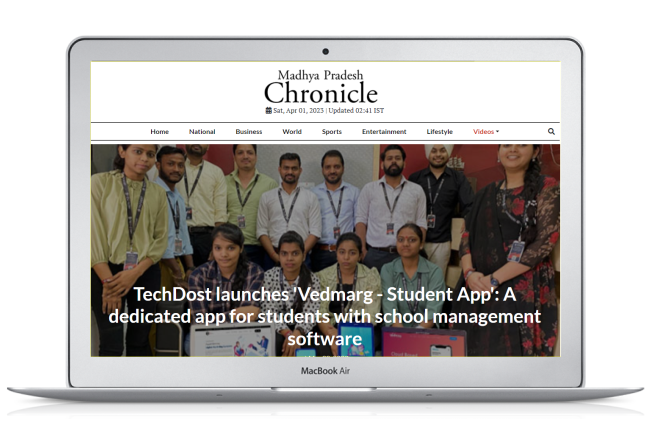 Madhya Pradesh
Chronicle
Sat, Apr 01, 2023 | Updated 02:41 IST
Home National Business World Sports Entertainment Lifestyle Videos
TechDost launches 'Vedmarg - Student App': A
dedicated app for students with school management
software
MacBook Air